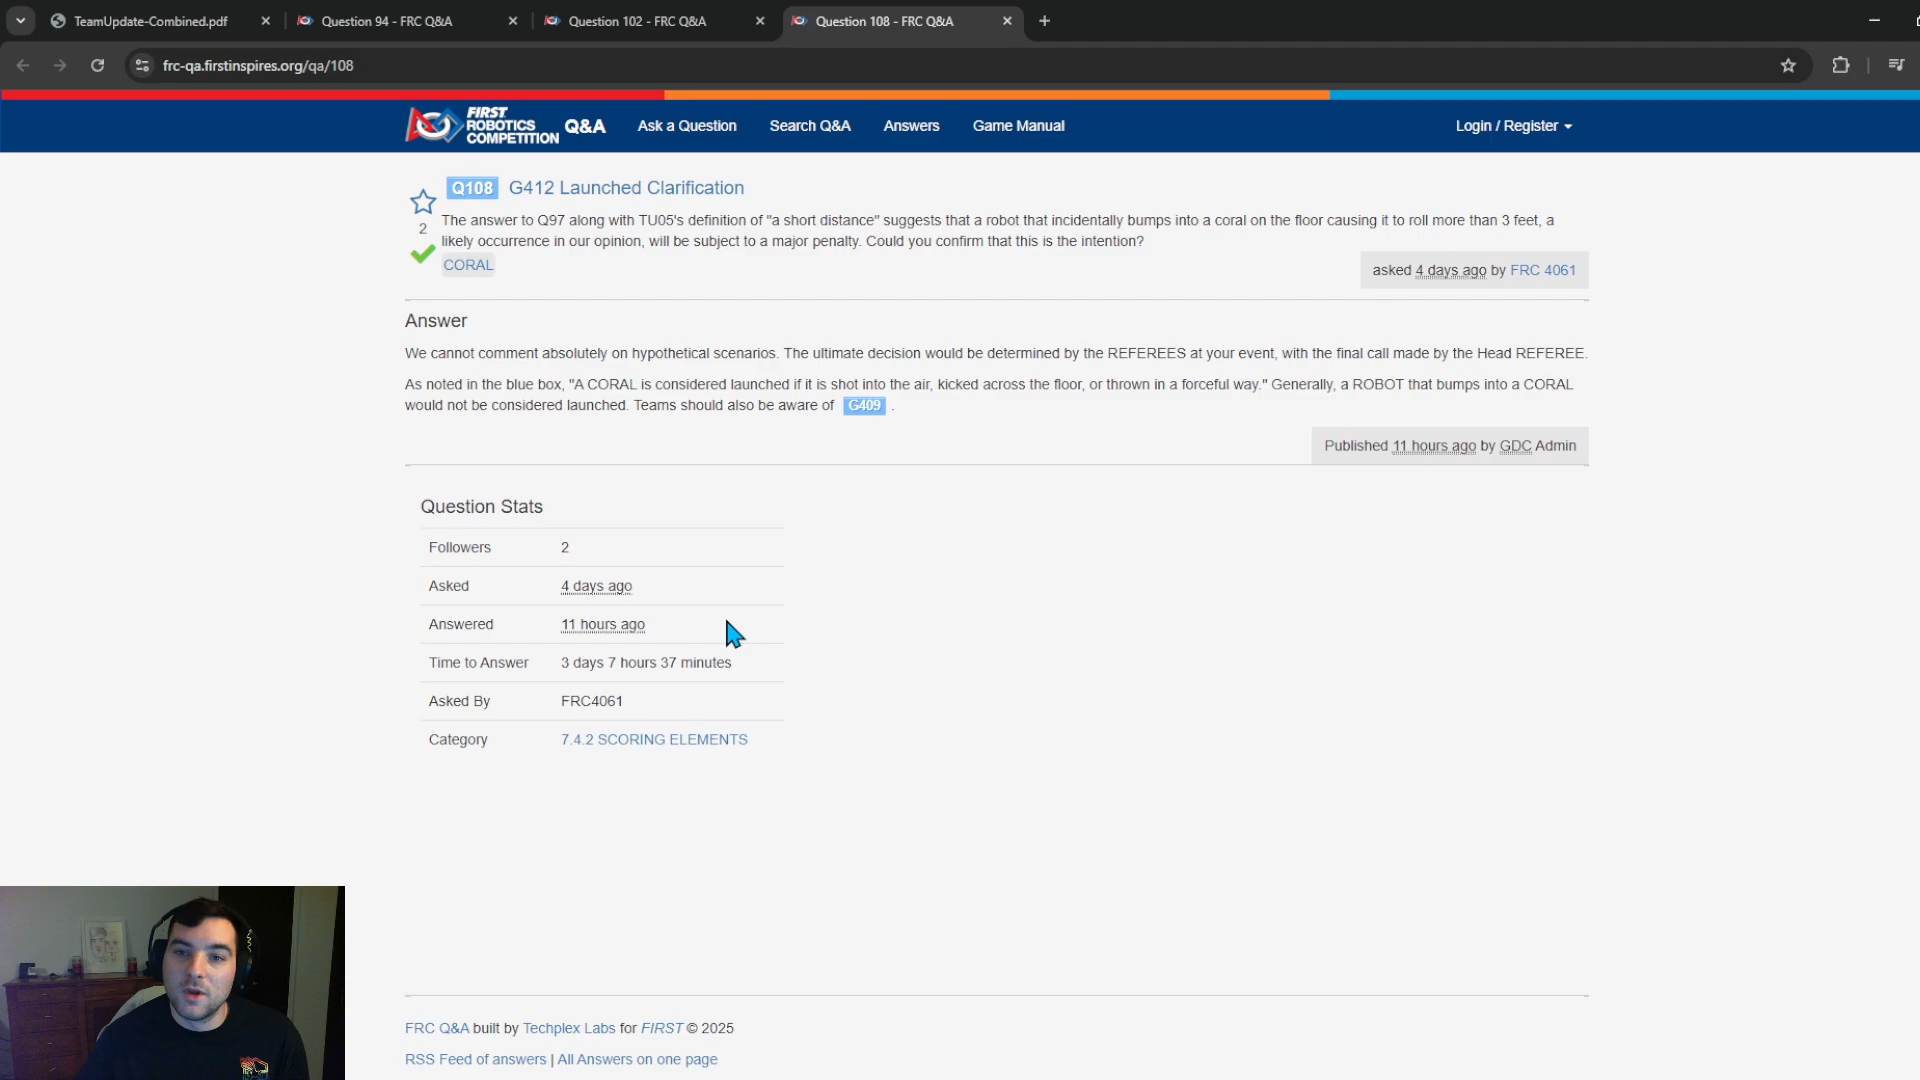 TeamUpdate-Combined.pdf
Question 94 - FRC Q&A
Question 102 - FRC Q&A
Question 108 - FRC Q&A
frc-qa.firstinspires.org/qa/108
FIRST
ROBOTICS
COMPETITION
Q&A
Ask a Question
Search Q&A
Answers
Game Manual
Login / Register
Q108 G412 Launched Clarification
2
The answer to Q97 along with TU05's definition of "a short distance" suggests that a robot that incidentally bumps into a coral on the floor causing it to roll more than 3 feet, a
likely occurrence in our opinion, will be subject to a major penalty. Could you confirm that this is the intention?
CORAL
asked 4 days ago by FRC 4061
Answer
We cannot comment absolutely on hypothetical scenarios. The ultimate decision would be determined by the REFEREES at your event, with the final call made by the Head REFEREE.
As noted in the blue box, "A CORAL is considered launched if it is shot into the air, kicked across the floor, or thrown in a forceful way." Generally, a ROBOT that bumps into a CORAL
would not be considered launched. Teams should also be aware of G409 .
Published 11 hours ago by GDC Admin
Question Stats
Followers 2
Asked 4 days ago
Answered 11 hours ago
Time to Answer 3 days 7 hours 37 minutes
Asked By FRC4061
Category 7.4.2 SCORING ELEMENTS
FRC Q&A built by Techplex Labs for FIRST © 2025
RSS Feed of answers | All Answers on one page